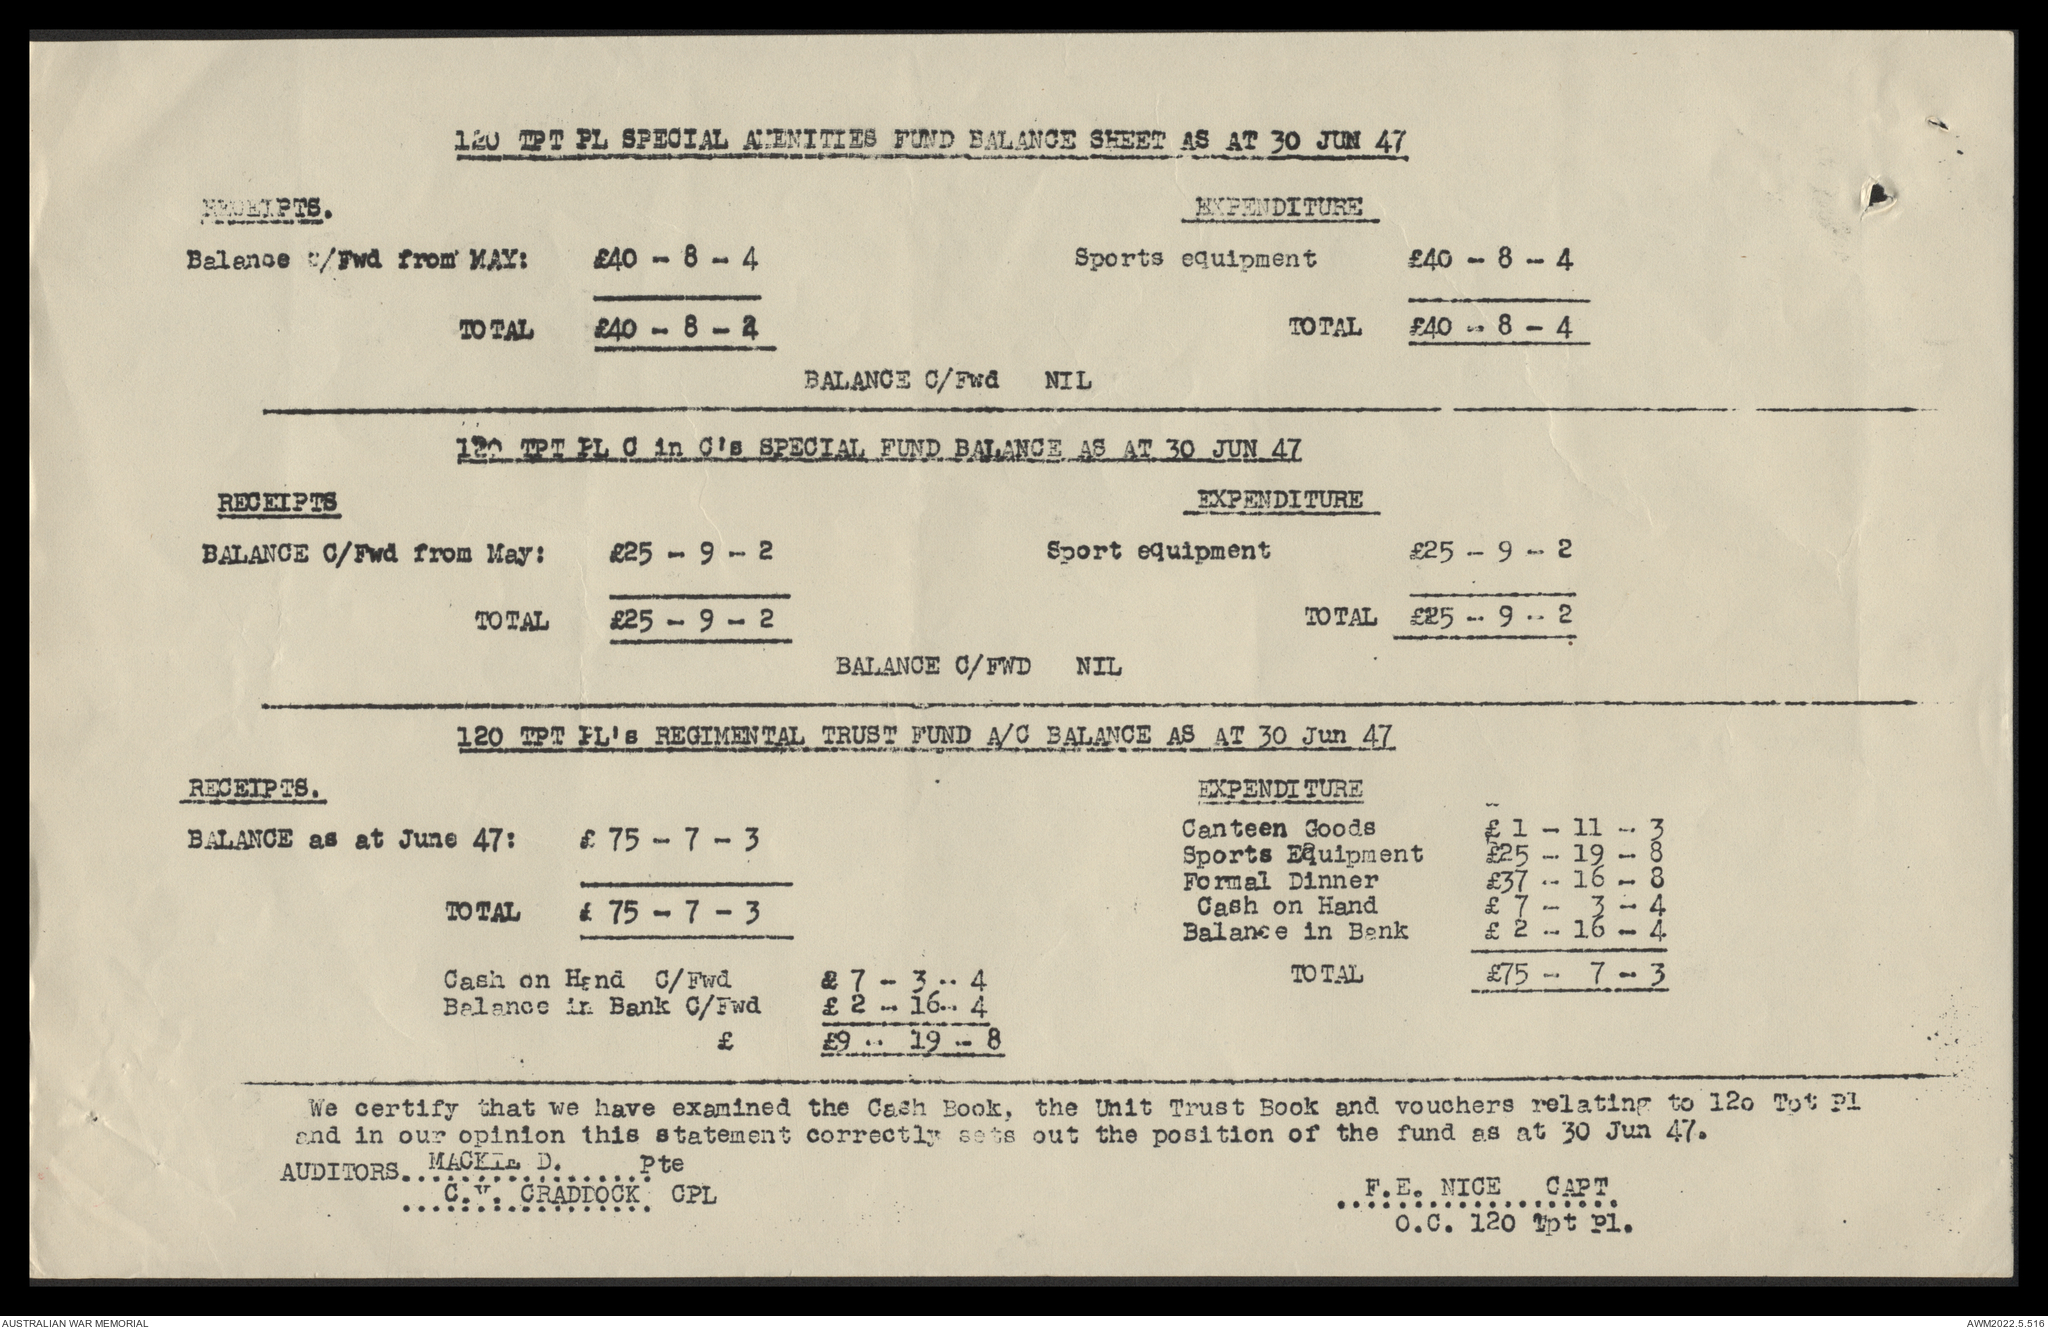 120 TPT PL SPECIAL AMENITIES FUND BALANCE SHEET AS AT 30 JUN 47
RECEIPTS. EXPENDITURE
Balance c/Fwd from MAY: £40 - 8 - 4 Sports equipment £40 - 8 - 4
TOTAL £40 - 8 - 4 TOTAL £40 - 8 - 4
BALANCE C/Fwd NIL
120 TPT PL C in C's SPECIAL FUND BALANCE AS AT 30 JUN 47
RECEIPTS EXPENDITURE
BALANCE C/Fwd from May: £25 - 9 - 2 Sport equipment £25 - 9 - 2
TOTAL £25 - 9 - 2 TOTAL £25 - 9 - 2
BALANCE C/FWD NIL
120 TPT PL's REGIMENTAL TRUST FUND A/C BALANCE AS AT 30 Jun 47
RECEIPTS. EXPENDITURE
BALANCE as at June 47: £ 75 - 7 - 3
Canteen Goods £ 1 - 11 - 3
Sports Equipment £25 - 19 - 8
Formal Dinner £37 - 16 - 8
Cash on Hand £ 7 - 3 - 4
Balance in Bank £ 2 - 16 - 4
TOTAL £ 75 - 7 - 3 TOTAL £75 - 7 - 3
Cash on Hand C/Fwd £ 7 - 3 - 4
Balance in Bank C/Fwd £ 2 - 16 - 4
£ £9 - 19 - 8
We certify that we have examined the Cash Book, the Unit Trust Book and vouchers relating to 12o Tpt Pl
and in our opinion this statement correctly sets out the position of the fund as at 30 Jun 47.
AUDITORS. MACKIE D. Pte
C.V. CRADDOCK CPL
F.E. NICE CAPT
O.C. 120 Tpt Pl.
AUSTRALIAN WAR MEMORIAL AWM2022.5.516